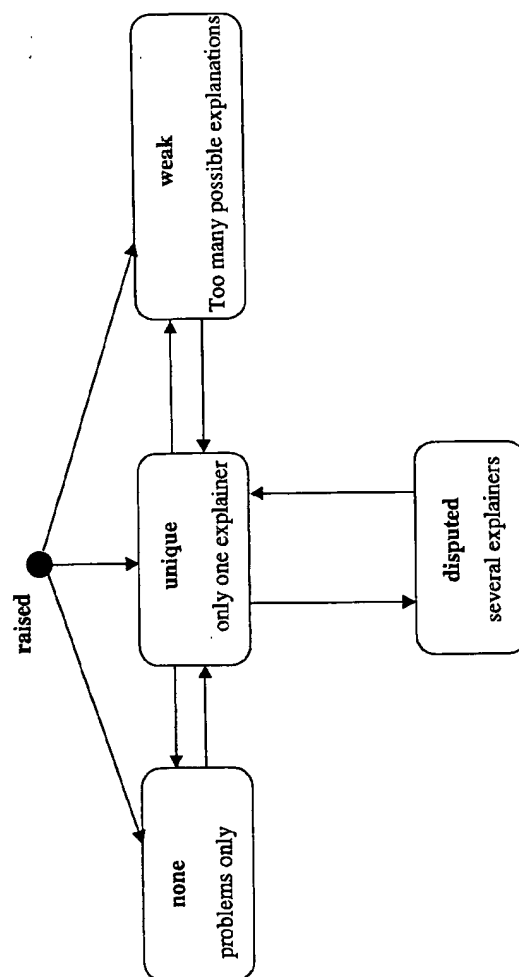 raised
none
problems only
unique
only one explainer
weak
Too many possible explanations
disputed
several explainers